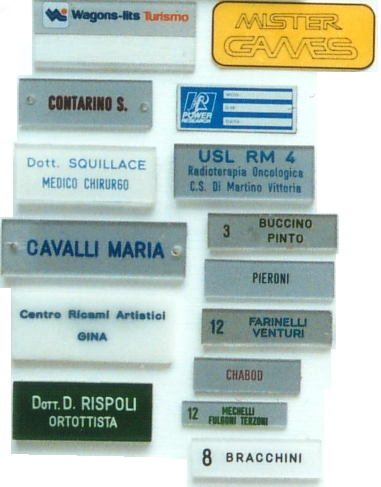 Wagons-lits Turismo
MISTER
GAMES
CONTARINO S.
POWER
RESEARCH
Dott. SQUILLACE
MEDICO CHIRURGO
USL RM 4
Radioterapia Oncologica
C.S. Di Martino Vittoria
CAVALLI MARIA
3 BUCCINO
PINTO
PIERONI
Centro Ricami Artistici
GINA
12 FARINELLI
VENTURI
CHABOD
DOTT. D. RISPOLI
ORTOTTISTA
12 MECHELLI
FULGONI TERZONI
8 BRACCHINI